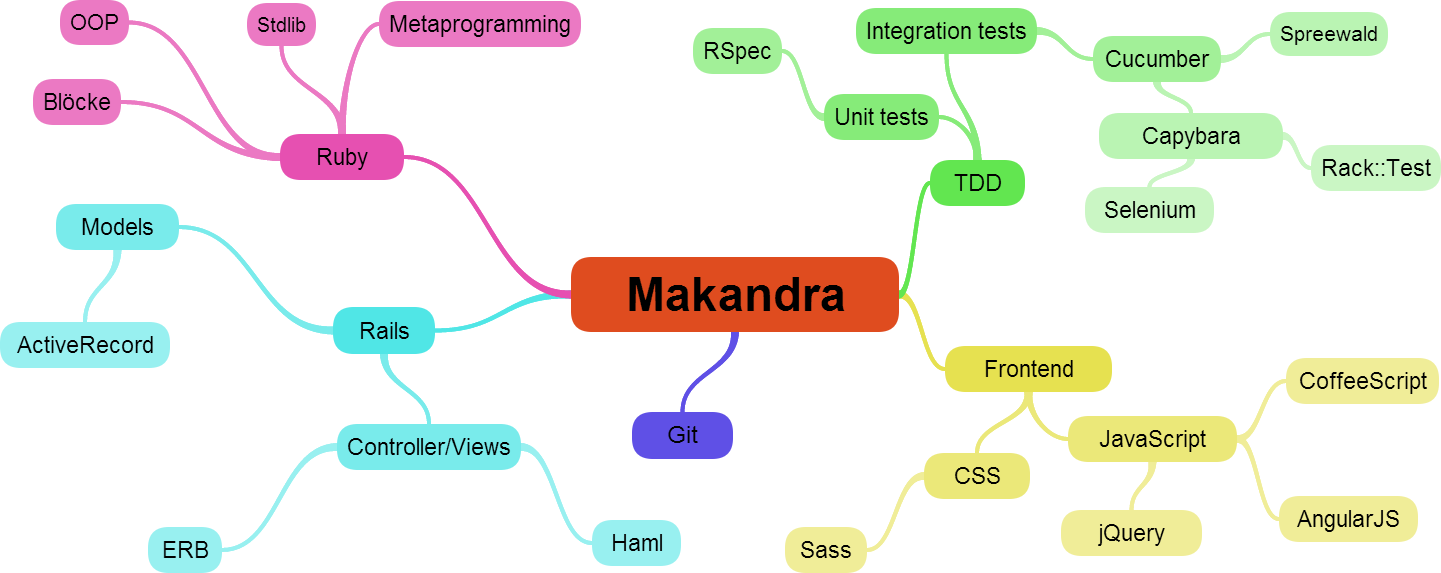 OOP
Stdlib
Metaprogramming
Blöcke
Ruby
Models
ActiveRecord
Rails
Controller/Views
ERB
Haml
Makandra
Git
Integration tests
RSpec
Unit tests
TDD
Cucumber
Spreewald
Capybara
Rack::Test
Selenium
Frontend
CoffeeScript
JavaScript
CSS
AngularJS
jQuery
Sass